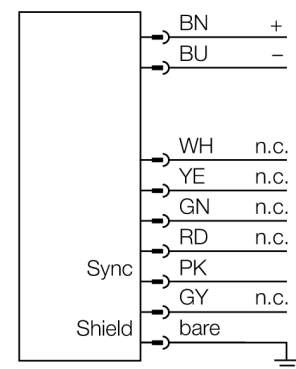 BN +
BU –
WH n.c.
YE n.c.
GN n.c.
RD n.c.
Sync PK
GY n.c.
Shield bare